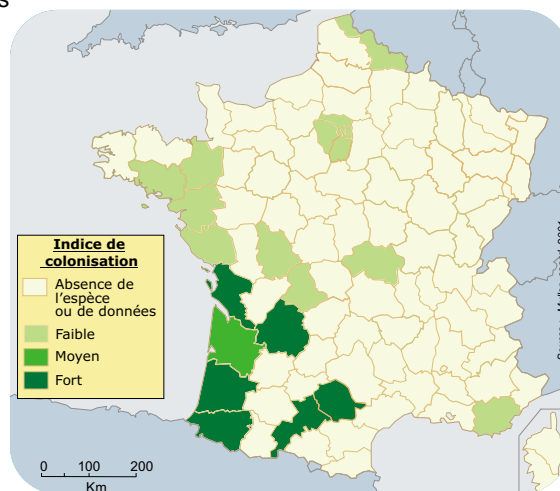 s
Indice de
colonisation
Absence de
l'espèce
ou de données
Faible
Moyen
Fort
0 100 200
Km